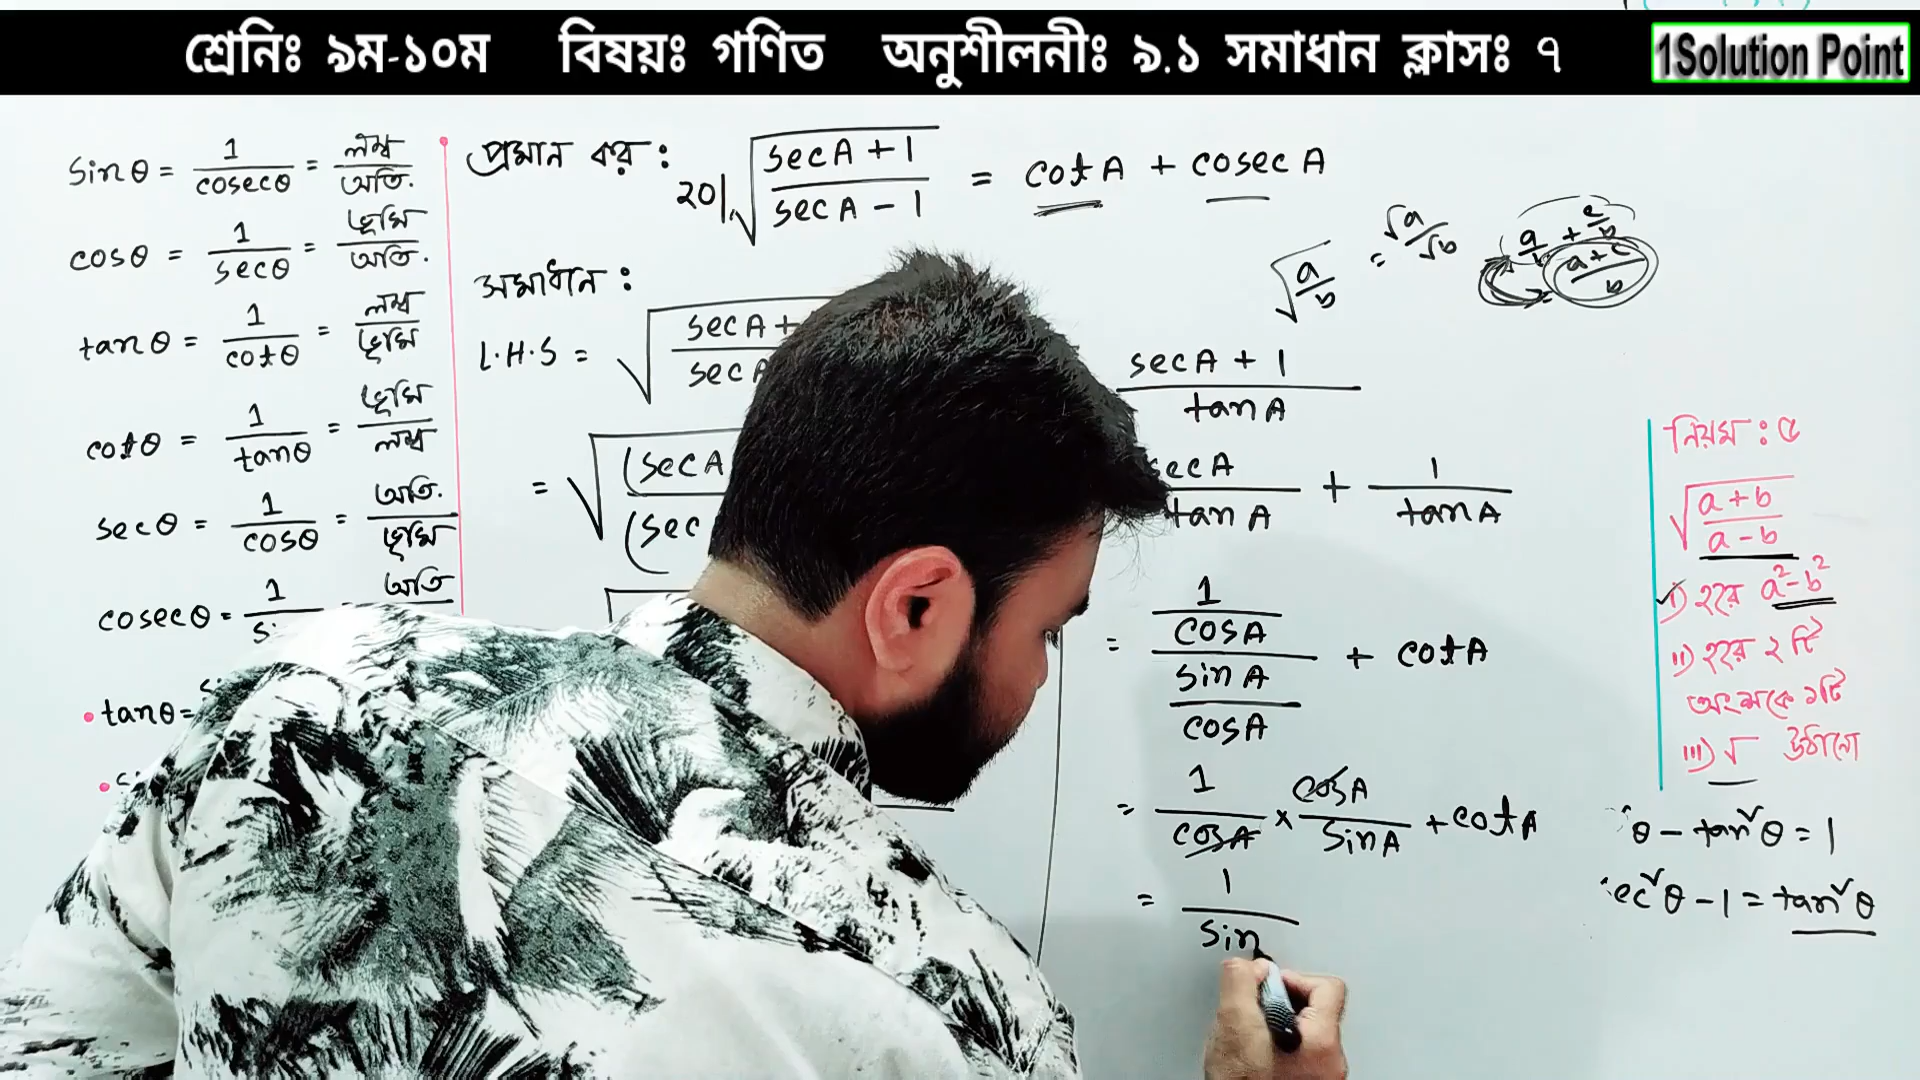 শ্রেনিঃ ৯ম-১০ম বিষয়ঃ গণিত অনুশীলনীঃ ৯.১ সমাধান ক্লাসঃ ৭
1Solution Point
sinθ = 1/cosecθ = লম্ব/অতি.
cosθ = 1/secθ = ভূমি/অতি.
tanθ = 1/cotθ = লম্ব/ভূমি
cotθ = 1/tanθ = ভূমি/লম্ব
secθ = 1/cosθ = অতি./ভূমি
cosecθ = 1/ অতি
tanθ =
প্রমান কর :
২০|. √(secA + 1)/(secA - 1) = cotA + cosecA
সমাধান :
L.H.S = √secA+ / secA
= √(secA / (sec
√a/b = √a/√b
a/ + c/b
= a+c/b
secA + 1 / tanA
secA / tanA + 1/tanA
= 1/cosA / sinA/cosA + cotA
= 1/cosA × cosA/sinA + cotA
= 1/sin
নিয়ম : ৫
√a+b/a-b
i) হরে a²-b²
ii) হরে ২ টি
অংশকে ১টি
iii) √ উঠানো
θ - tan²θ = 1
ec²θ - 1 = tan²θ